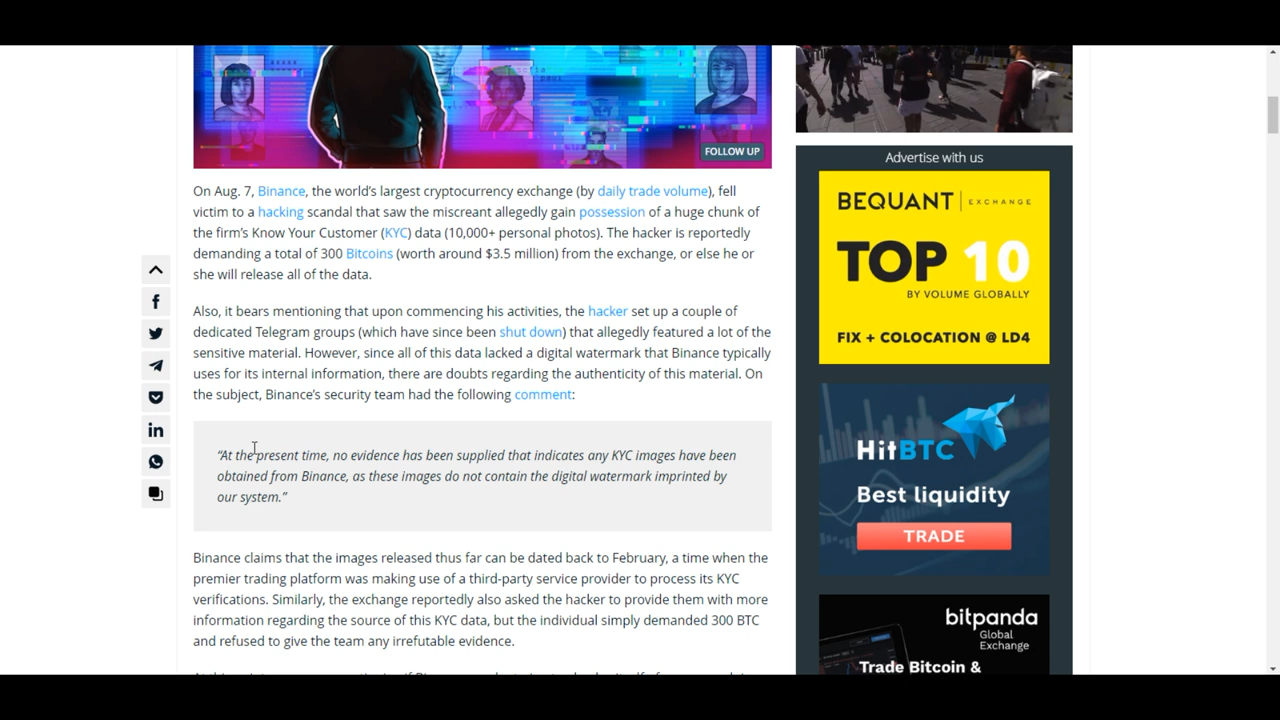 FOLLOW UP
On Aug. 7, Binance, the world's largest cryptocurrency exchange (by daily trade volume), fell
victim to a hacking scandal that saw the miscreant allegedly gain possession of a huge chunk of
the firm's Know Your Customer (KYC) data (10,000+ personal photos). The hacker is reportedly
demanding a total of 300 Bitcoins (worth around $3.5 million) from the exchange, or else he or
she will release all of the data.
Also, it bears mentioning that upon commencing his activities, the hacker set up a couple of
dedicated Telegram groups (which have since been shut down) that allegedly featured a lot of the
sensitive material. However, since all of this data lacked a digital watermark that Binance typically
uses for its internal information, there are doubts regarding the authenticity of this material. On
the subject, Binance's security team had the following comment:
“At the present time, no evidence has been supplied that indicates any KYC images have been
obtained from Binance, as these images do not contain the digital watermark imprinted by
our system.”
Binance claims that the images released thus far can be dated back to February, a time when the
premier trading platform was making use of a third-party service provider to process its KYC
verifications. Similarly, the exchange reportedly also asked the hacker to provide them with more
information regarding the source of this KYC data, but the individual simply demanded 300 BTC
and refused to give the team any irrefutable evidence.
Advertise with us
BEQUANT EXCHANGE
TOP 10
BY VOLUME GLOBALLY
FIX + COLOCATION @ LD4
HitBTC
Best liquidity
TRADE
bitpanda
Global
Exchange
Trade Bitcoin &